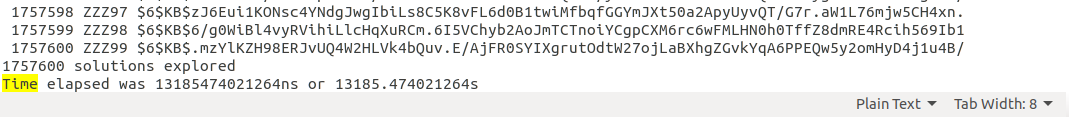 1757598 ZZZ97 $6$KB$zJ6Eui1KONsc4YNdgJwgIbiLs8C5K8vFL6d0B1twiMfbqfGGYmJXt50a2ApyUyvQT/G7r.aW1L76mjw5CH4xn.
1757599 ZZZ98 $6$KB$6/g0WiBl4vyRVihiLlcHqXuRCm.6I5VChyb2AoJmTCTnoiYCgpCXM6rc6wFMLHN0h0TffZ8dmRE4Rcih569Ib1
1757600 ZZZ99 $6$KB$.mzYlKZH98ERJvUQ4W2HLVk4bQuv.E/AjFR0SYIXgrutOdtW27ojLaBXhgZGvkYqA6PPEQw5y2omHyD4j1u4B/
1757600 solutions explored
Time elapsed was 13185474021264ns or 13185.474021264s
Plain Text Tab Width: 8